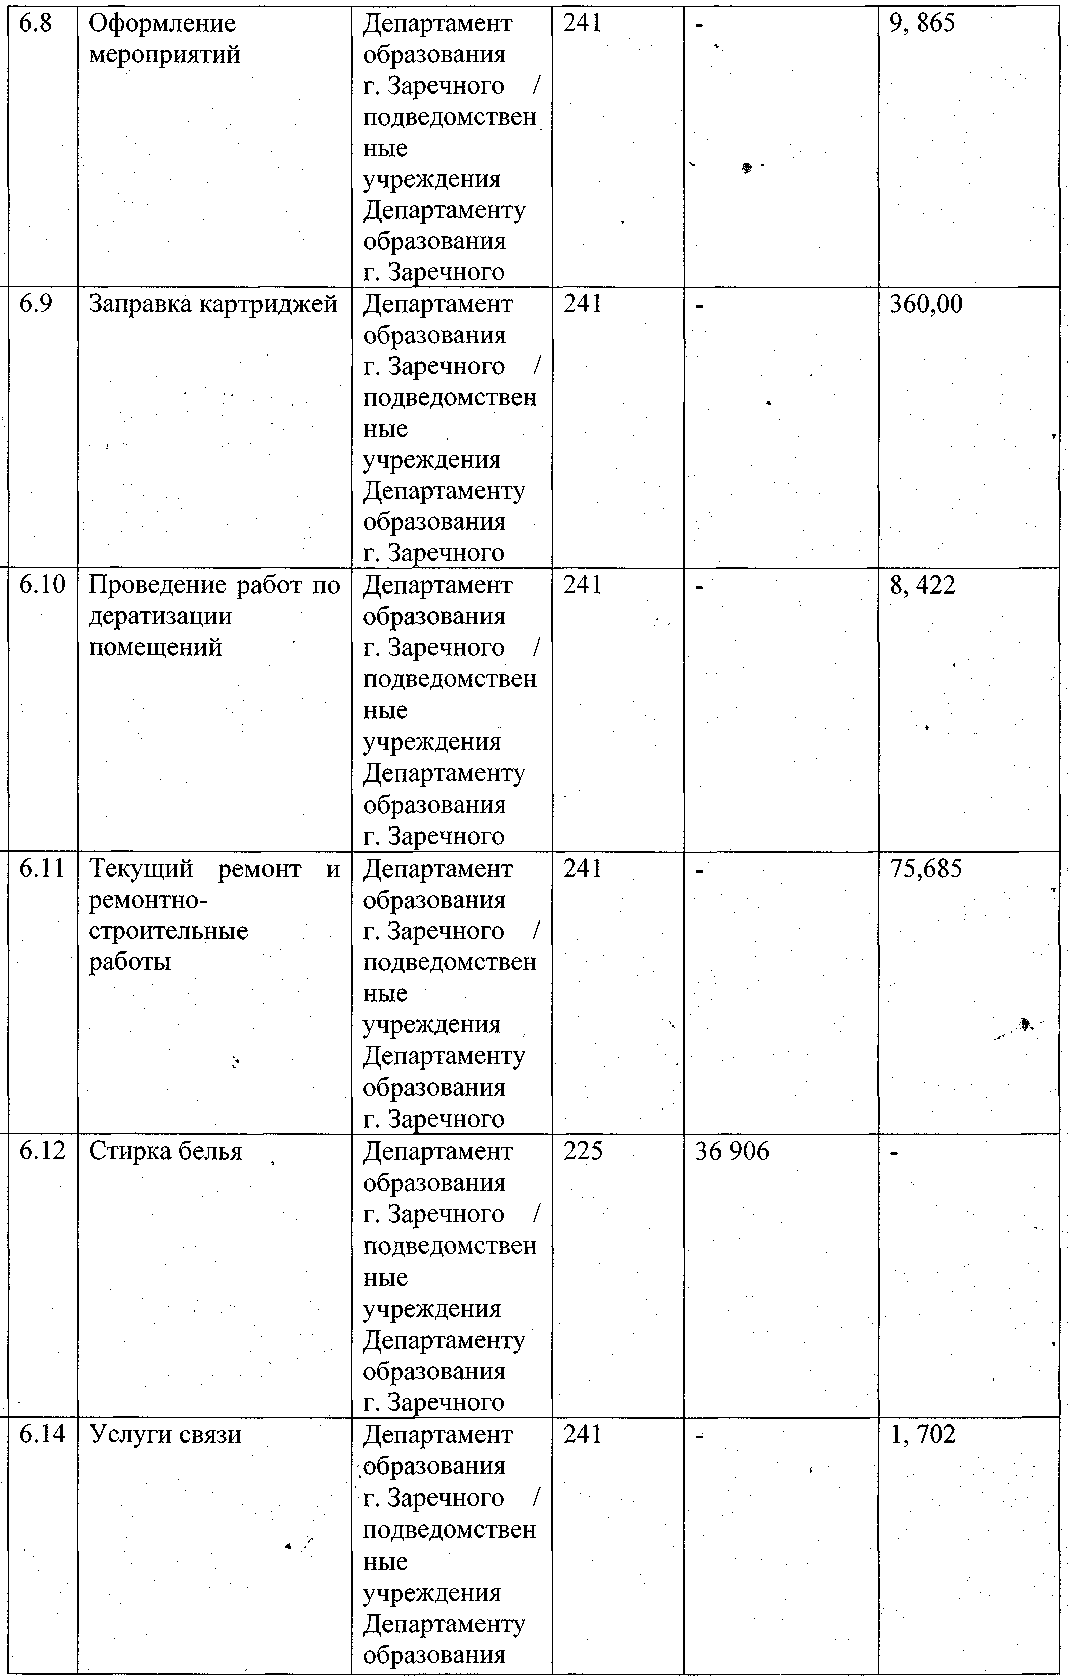 6.8 Оформление Департамент 241 - 9, 865
мероприятий образования
г. Заречного /
подведомствен
ные
учреждения
Департаменту
образования
г. Заречного
6.9 Заправка картриджей Департамент 241 - 360,00
образования
г. Заречного /
подведомствен
ные
учреждения
Департаменту
образования
г. Заречного
6.10 Проведение работ по Департамент 241 - 8, 422
дератизации образования
помещений г. Заречного /
подведомствен
ные
учреждения
Департаменту
образования
г. Заречного
6.11 Текущий ремонт и Департамент 241 - 75,685
ремонтно- образования
строительные г. Заречного /
работы подведомствен
ные
учреждения
Департаменту
образования
г. Заречного
6.12 Стирка белья Департамент 225 36 906 -
образования
г. Заречного /
подведомствен
ные
учреждения
Департаменту
образования
г. Заречного
6.14 Услуги связи Департамент 241 - 1, 702
образования
г. Заречного /
подведомствен
ные
учреждения
Департаменту
образования